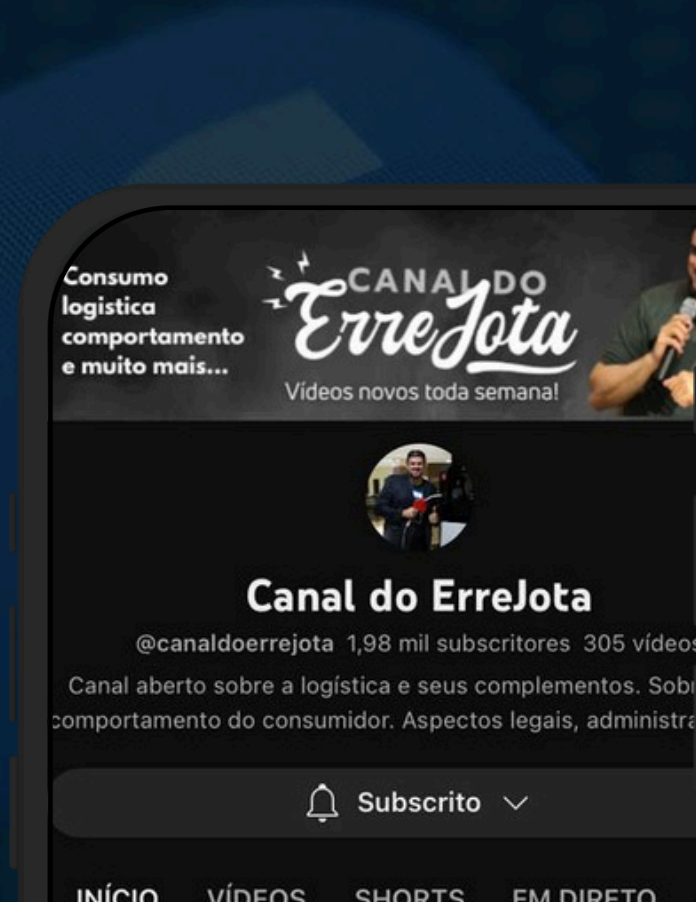 Consumo
logistica
comportamento
e muito mais...
CANAL DO
ErreJota
Vídeos novos toda semana!
Canal do ErreJota
@canaldoerrejota 1,98 mil subscritores 305 vídeos
Canal aberto sobre a logística e seus complementos.
comportamento do consumidor. Aspectos legais,
Subscrito
INÍCIO VÍDEOS SHORTS EM DIRETO